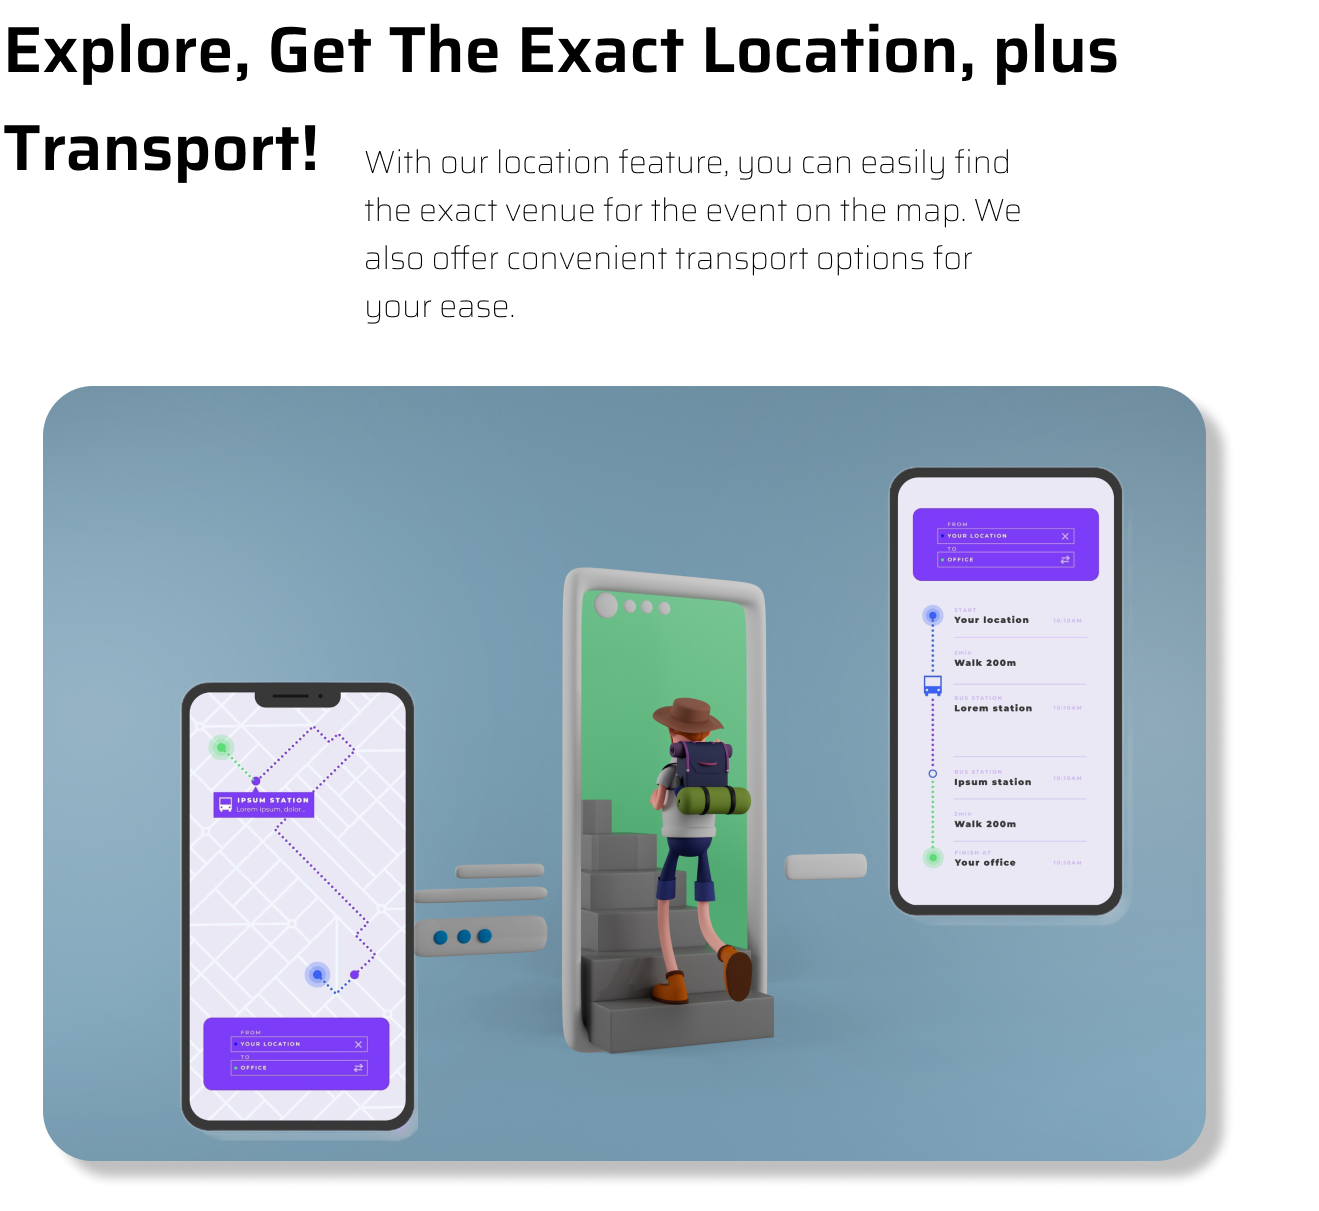 Explore, Get The Exact Location, plus
Transport!
With our location feature, you can easily find
the exact venue for the event on the map. We
also offer convenient transport options for
your ease.
IPSUM STATION
Lorem ipsum, dolor...
FROM
YOUR LOCATION
TO
OFFICE
FROM
YOUR LOCATION
TO
OFFICE
START
Your location 10:10AM
2min
Walk 200m
BUS STATION
Lorem station 10:10AM
BUS STATION
Ipsum station 10:10AM
2min
Walk 200m
FINISH AT
Your office 10:10AM